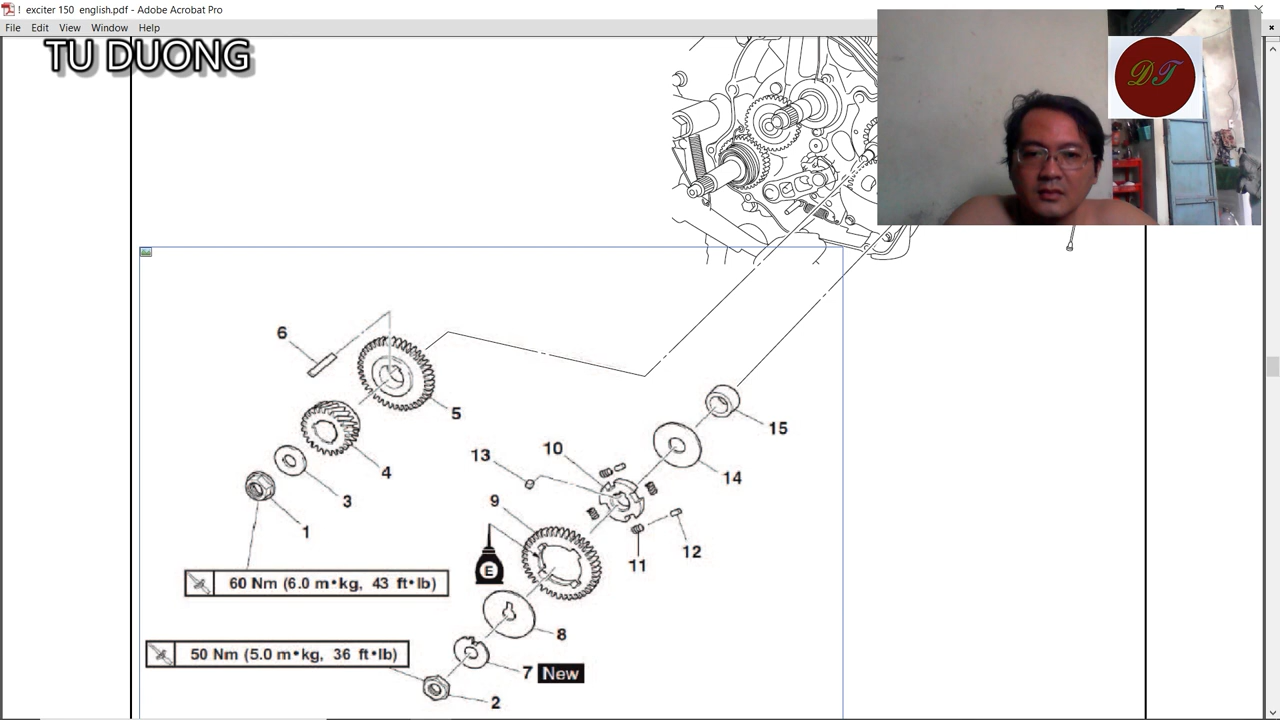 ! exciter 150 english.pdf - Adobe Acrobat Pro
File Edit View Window Help
TU DUONG
DT
6
5
4
3
1
60 Nm (6.0 m•kg, 43 ft•lb)
15
14
10
13
9
12
11
E
8
50 Nm (5.0 m•kg, 36 ft•lb)
7 New
2